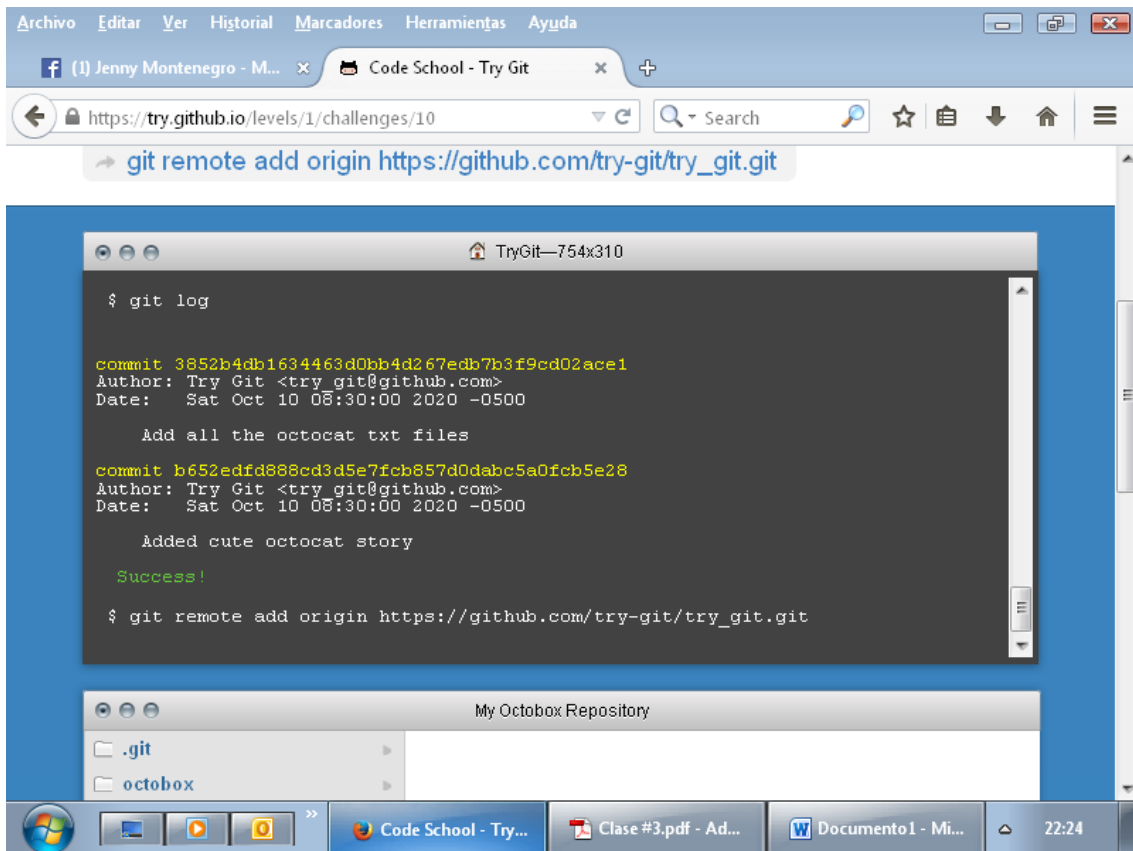 Archivo Editar Ver Historial Marcadores Herramientas Ayuda
(1) Jenny Montenegro - M... Code School - Try Git
https://try.github.io/levels/1/challenges/10 Search
git remote add origin https://github.com/try-git/try_git.git
TryGit—754x310
$ git log
commit 3852b4db1634463d0bb4d267edb7b3f9cd02ace1
Author: Try Git <try_git@github.com>
Date: Sat Oct 10 08:30:00 2020 -0500
Add all the octocat txt files
commit b652edfd888cd3d5e7fcb857d0dabc5a0fcb5e28
Author: Try Git <try_git@github.com>
Date: Sat Oct 10 08:30:00 2020 -0500
Added cute octocat story
Success!
$ git remote add origin https://github.com/try-git/try_git.git
My Octobox Repository
.git
octobox
Code School - Try... Clase #3.pdf - Ad... Documento1 - Mi... 22:24